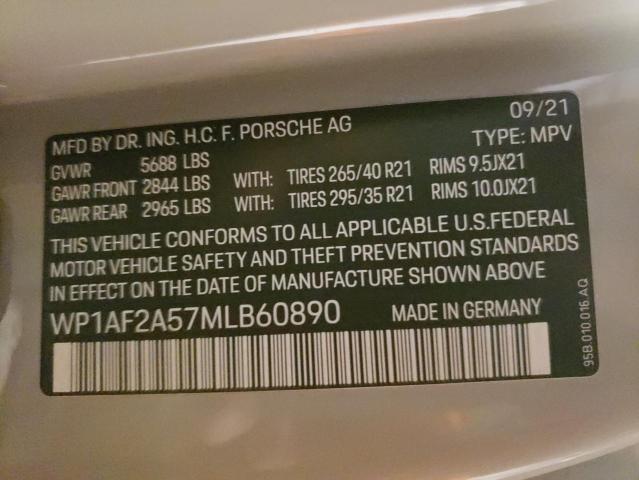 09/21
MFD BY DR. ING. H.C. F. PORSCHE AG TYPE: MPV
GVWR 5688 LBS
GAWR FRONT 2844 LBS WITH: TIRES 265/40 R21 RIMS 9.5JX21
GAWR REAR 2965 LBS WITH: TIRES 295/35 R21 RIMS 10.0JX21
THIS VEHICLE CONFORMS TO ALL APPLICABLE U.S.FEDERAL
MOTOR VEHICLE SAFETY AND THEFT PREVENTION STANDARDS
IN EFFECT ON THE DATE OF MANUFACTURE SHOWN ABOVE
WP1AF2A57MLB60890 MADE IN GERMANY
95B.010.016.AQ